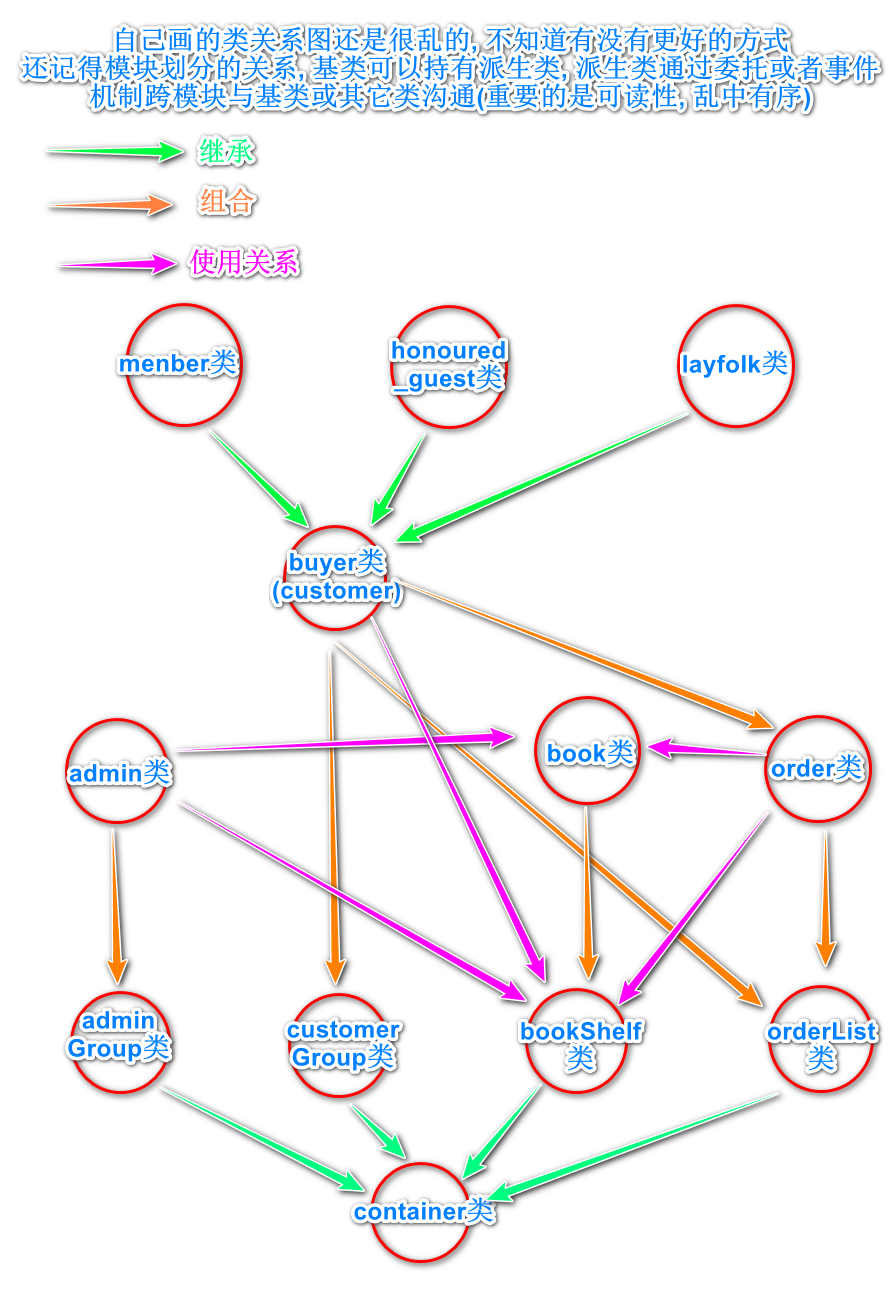 自己画的类关系图还是很乱的, 不知道有没有更好的方式
还记得模块划分的关系, 基类可以持有派生类, 派生类通过委托或者事件
机制跨模块与基类或其它类沟通(重要的是可读性, 乱中有序)
继承
组合
使用关系
menber类
honoured
_guest类
layfolk类
buyer类
(customer)
admin类
book类
order类
admin
Group类
customer
Group类
bookShelf
类
orderList
类
container类